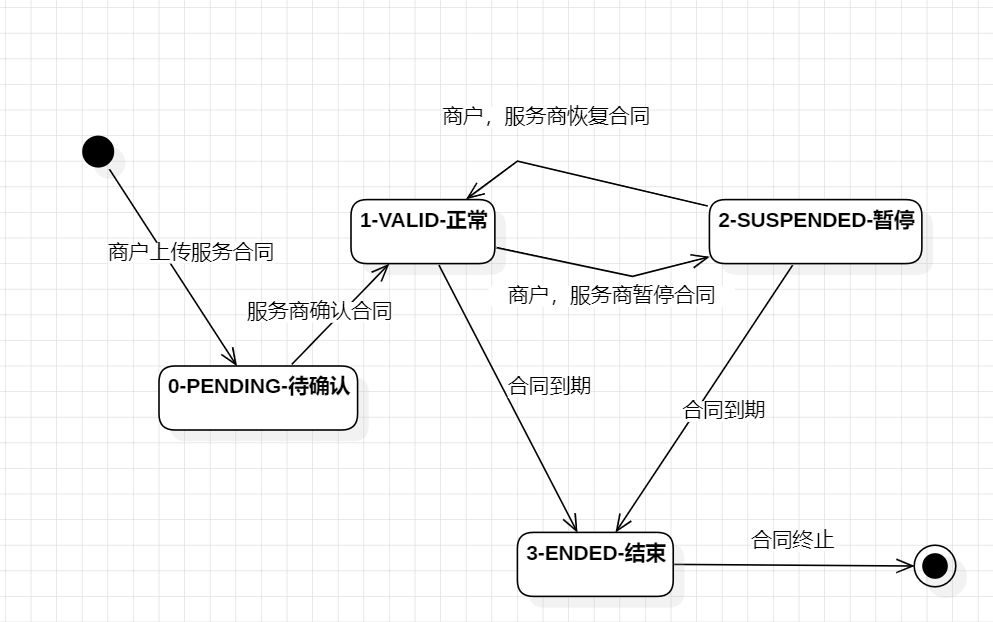 商户，服务商恢复合同
1-VALID-正常
2-SUSPENDED-暂停
商户上传服务合同
商户，服务商暂停合同
服务商确认合同
0-PENDING-待确认
合同到期
合同到期
3-ENDED-结束
合同终止